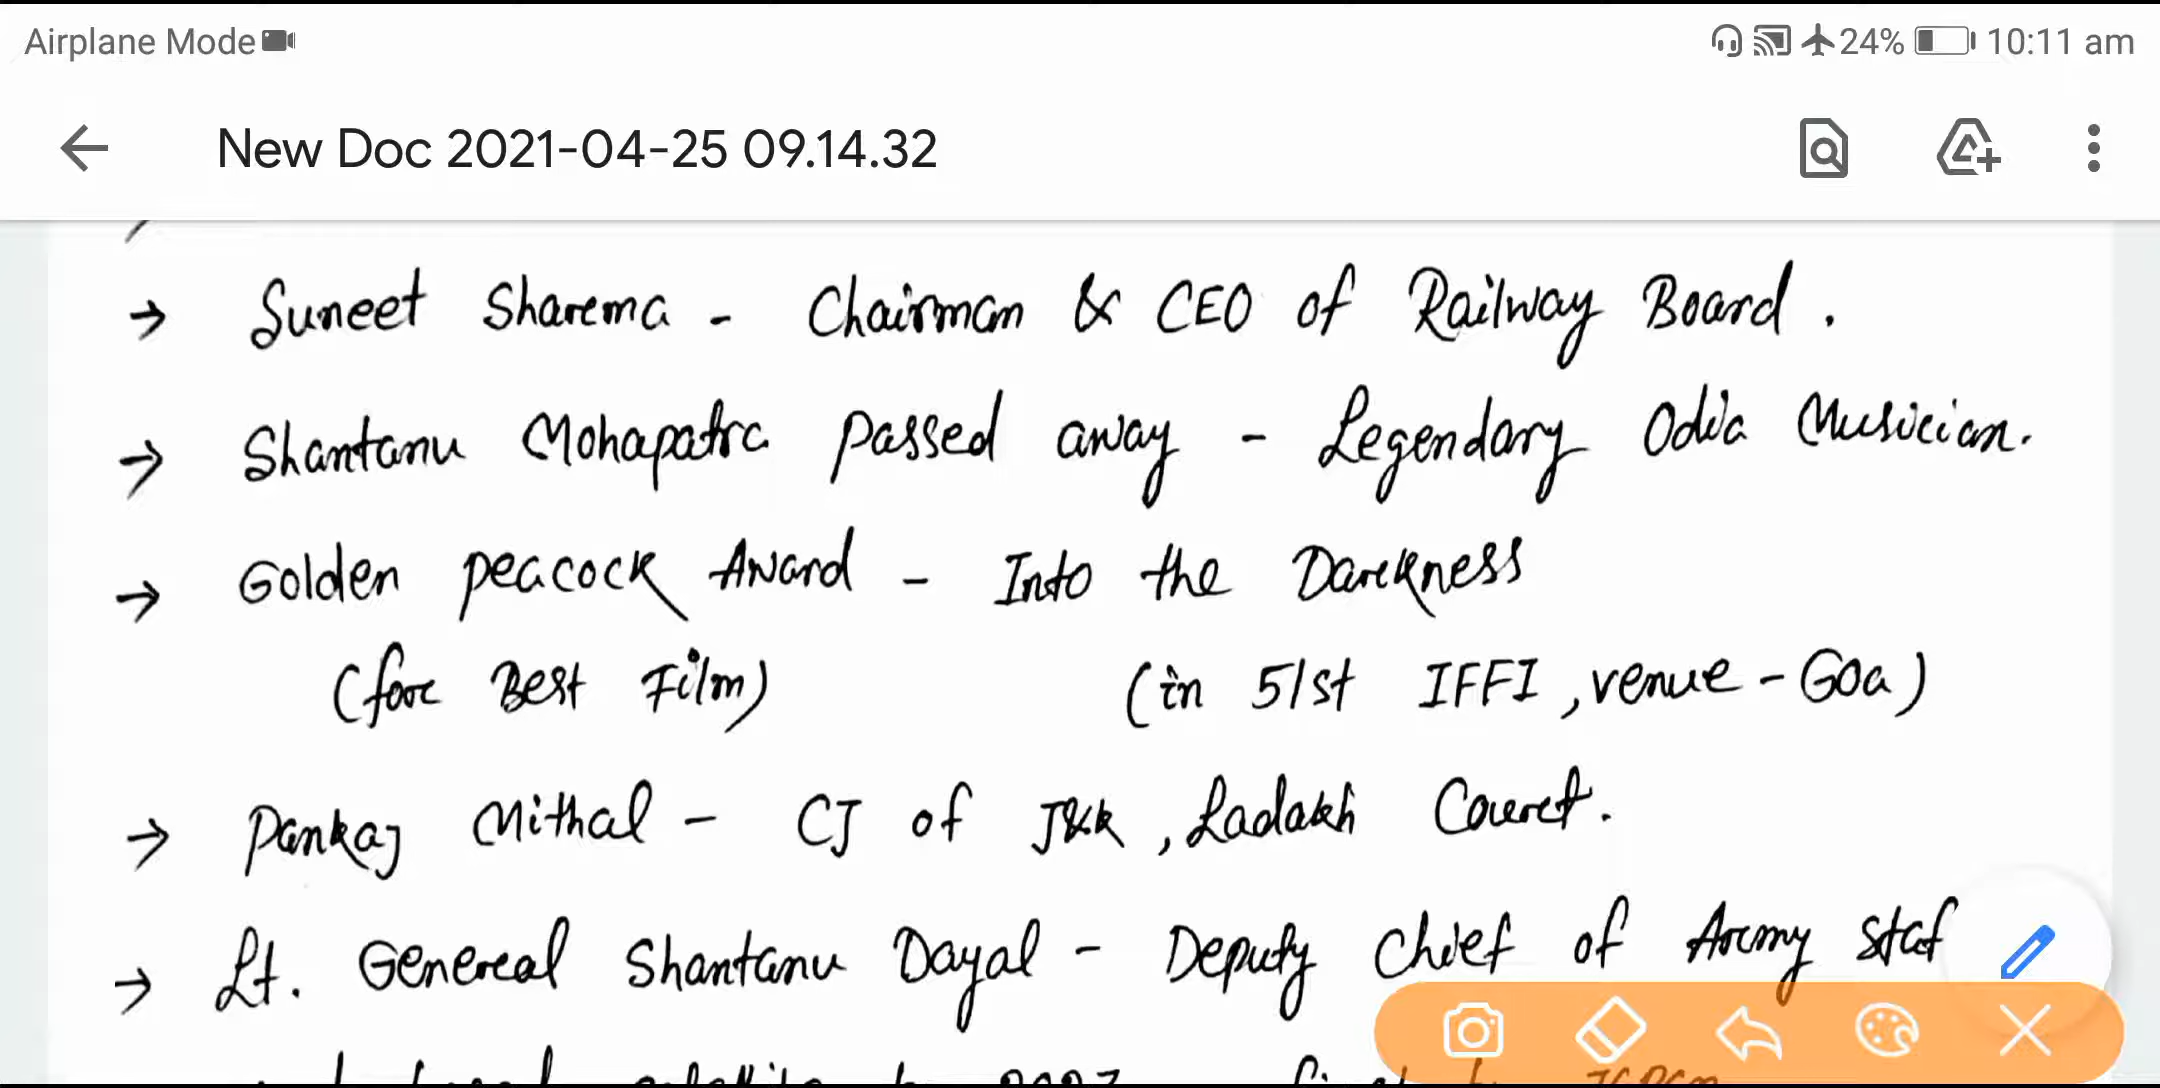 Airplane Mode 24% 10:11 am
New Doc 2021-04-25 09.14.32
→ Suneet Sharma - Chairman & CEO of Railway Board.
→ Shantanu Mohapatra passed away - Legendary Odia Musician.
→ Golden Peacock Award - Into the Darkness
(for Best Film) (in 51st IFFI, venue - Goa)
→ Pankaj Mithal - CJ of J&K, Ladakh Court.
→ Lt. General Shantanu Dayal - Deputy Chief of Army Staf